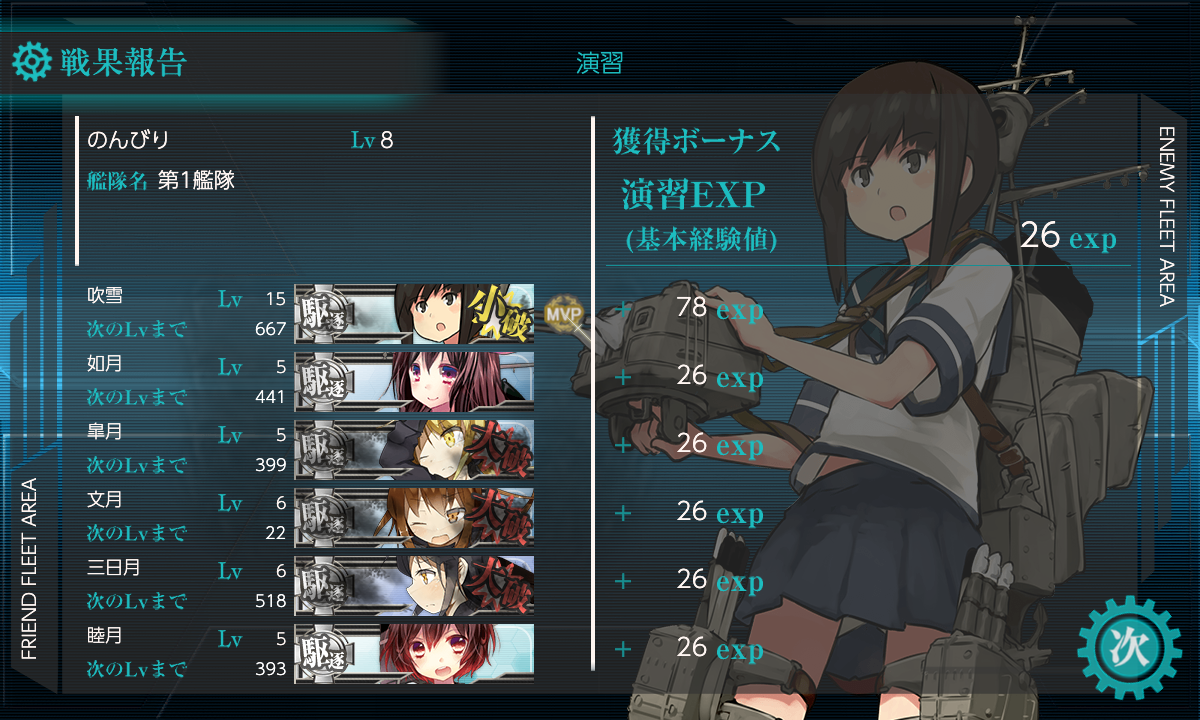 戦果報告
演習
のんびり Lv 8
艦隊名 第1艦隊
吹雪 Lv 15
次のLvまで 667
駆逐
小破
MVP
如月 Lv 5
次のLvまで 441
駆逐
皐月 Lv 5
次のLvまで 399
駆逐
大破
文月 Lv 6
次のLvまで 22
駆逐
大破
三日月 Lv 6
次のLvまで 518
駆逐
大破
睦月 Lv 5
次のLvまで 393
駆逐
獲得ボーナス
演習EXP
(基本経験値)
26 exp
+ 78 exp
+ 26 exp
+ 26 exp
+ 26 exp
+ 26 exp
+ 26 exp
FRIEND FLEET AREA
ENEMY FLEET AREA
次